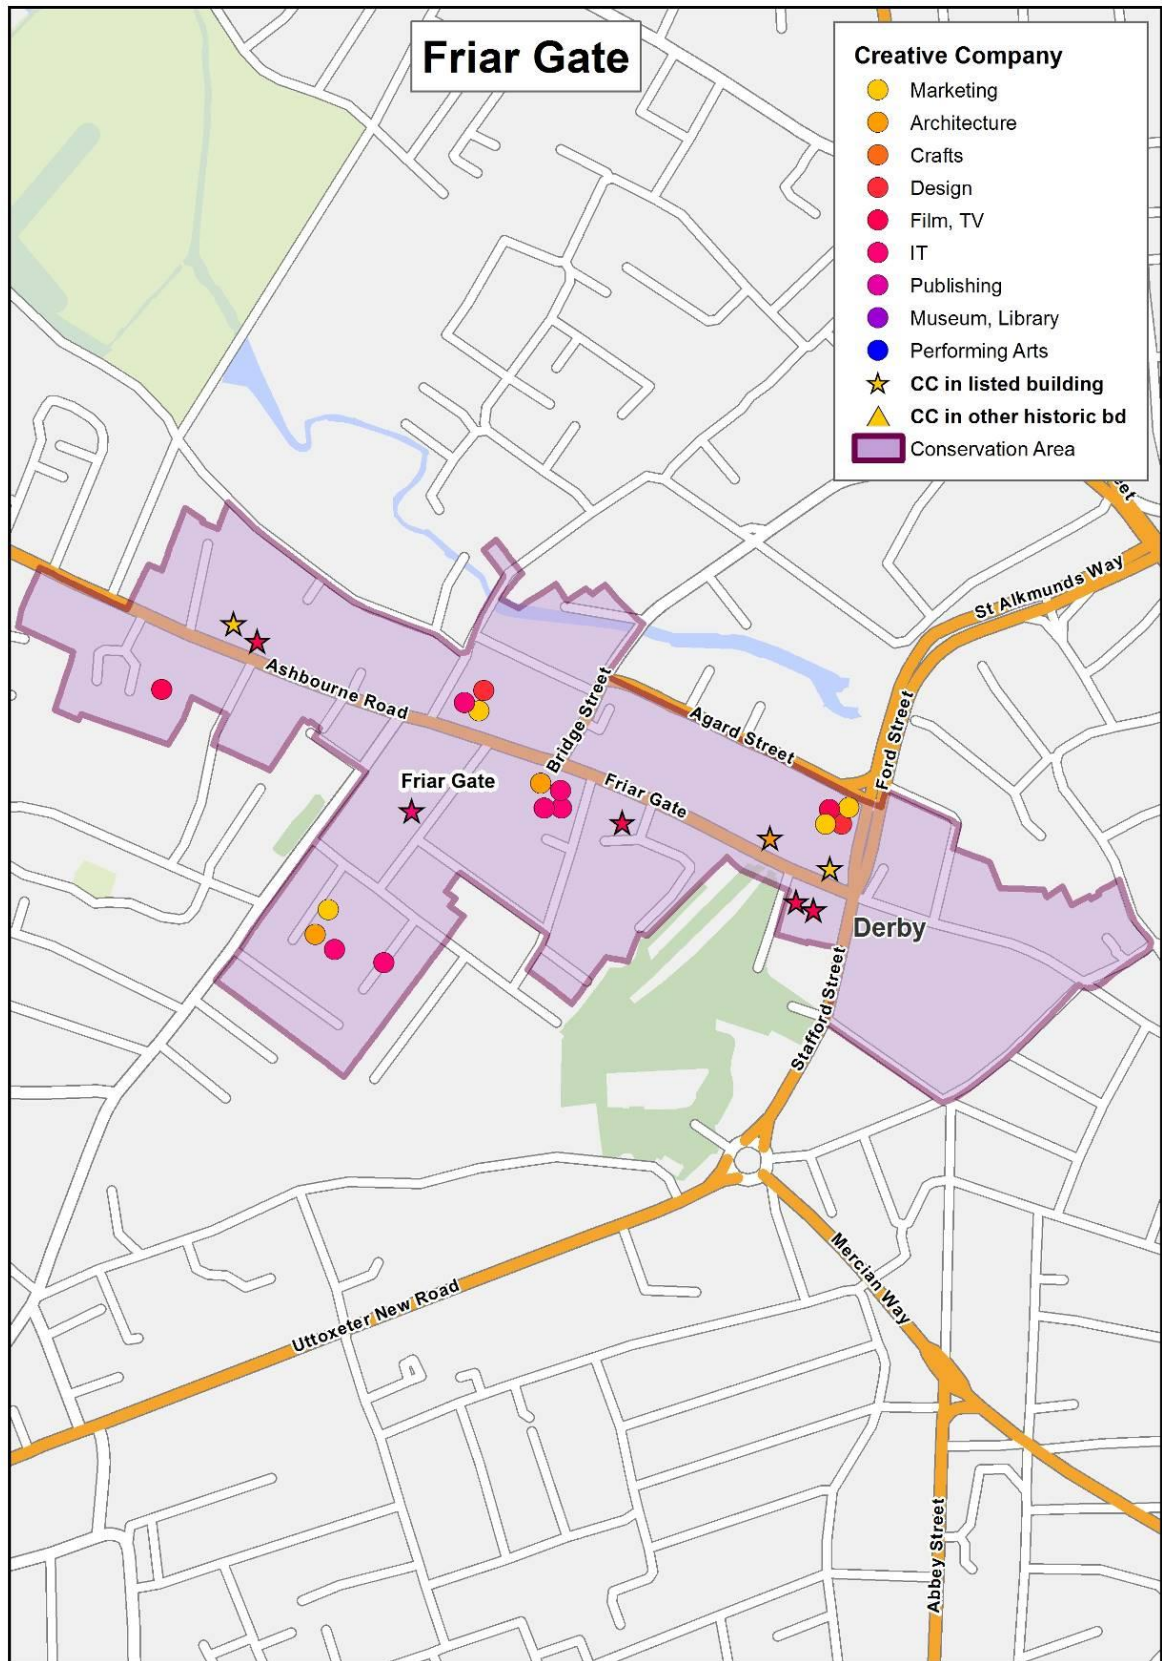 Friar Gate
Creative Company
Marketing
Architecture
Crafts
Design
Film, TV
IT
Publishing
Museum, Library
Performing Arts
CC in listed building
CC in other historic bd
Conservation Area
St Alkmunds Way
Ashbourne Road
Bridge Street
Agard Street
Ford Street
Friar Gate
Friar Gate
Derby
Stafford Street
Uttoxeter New Road
Mercian Way
Abbey Street